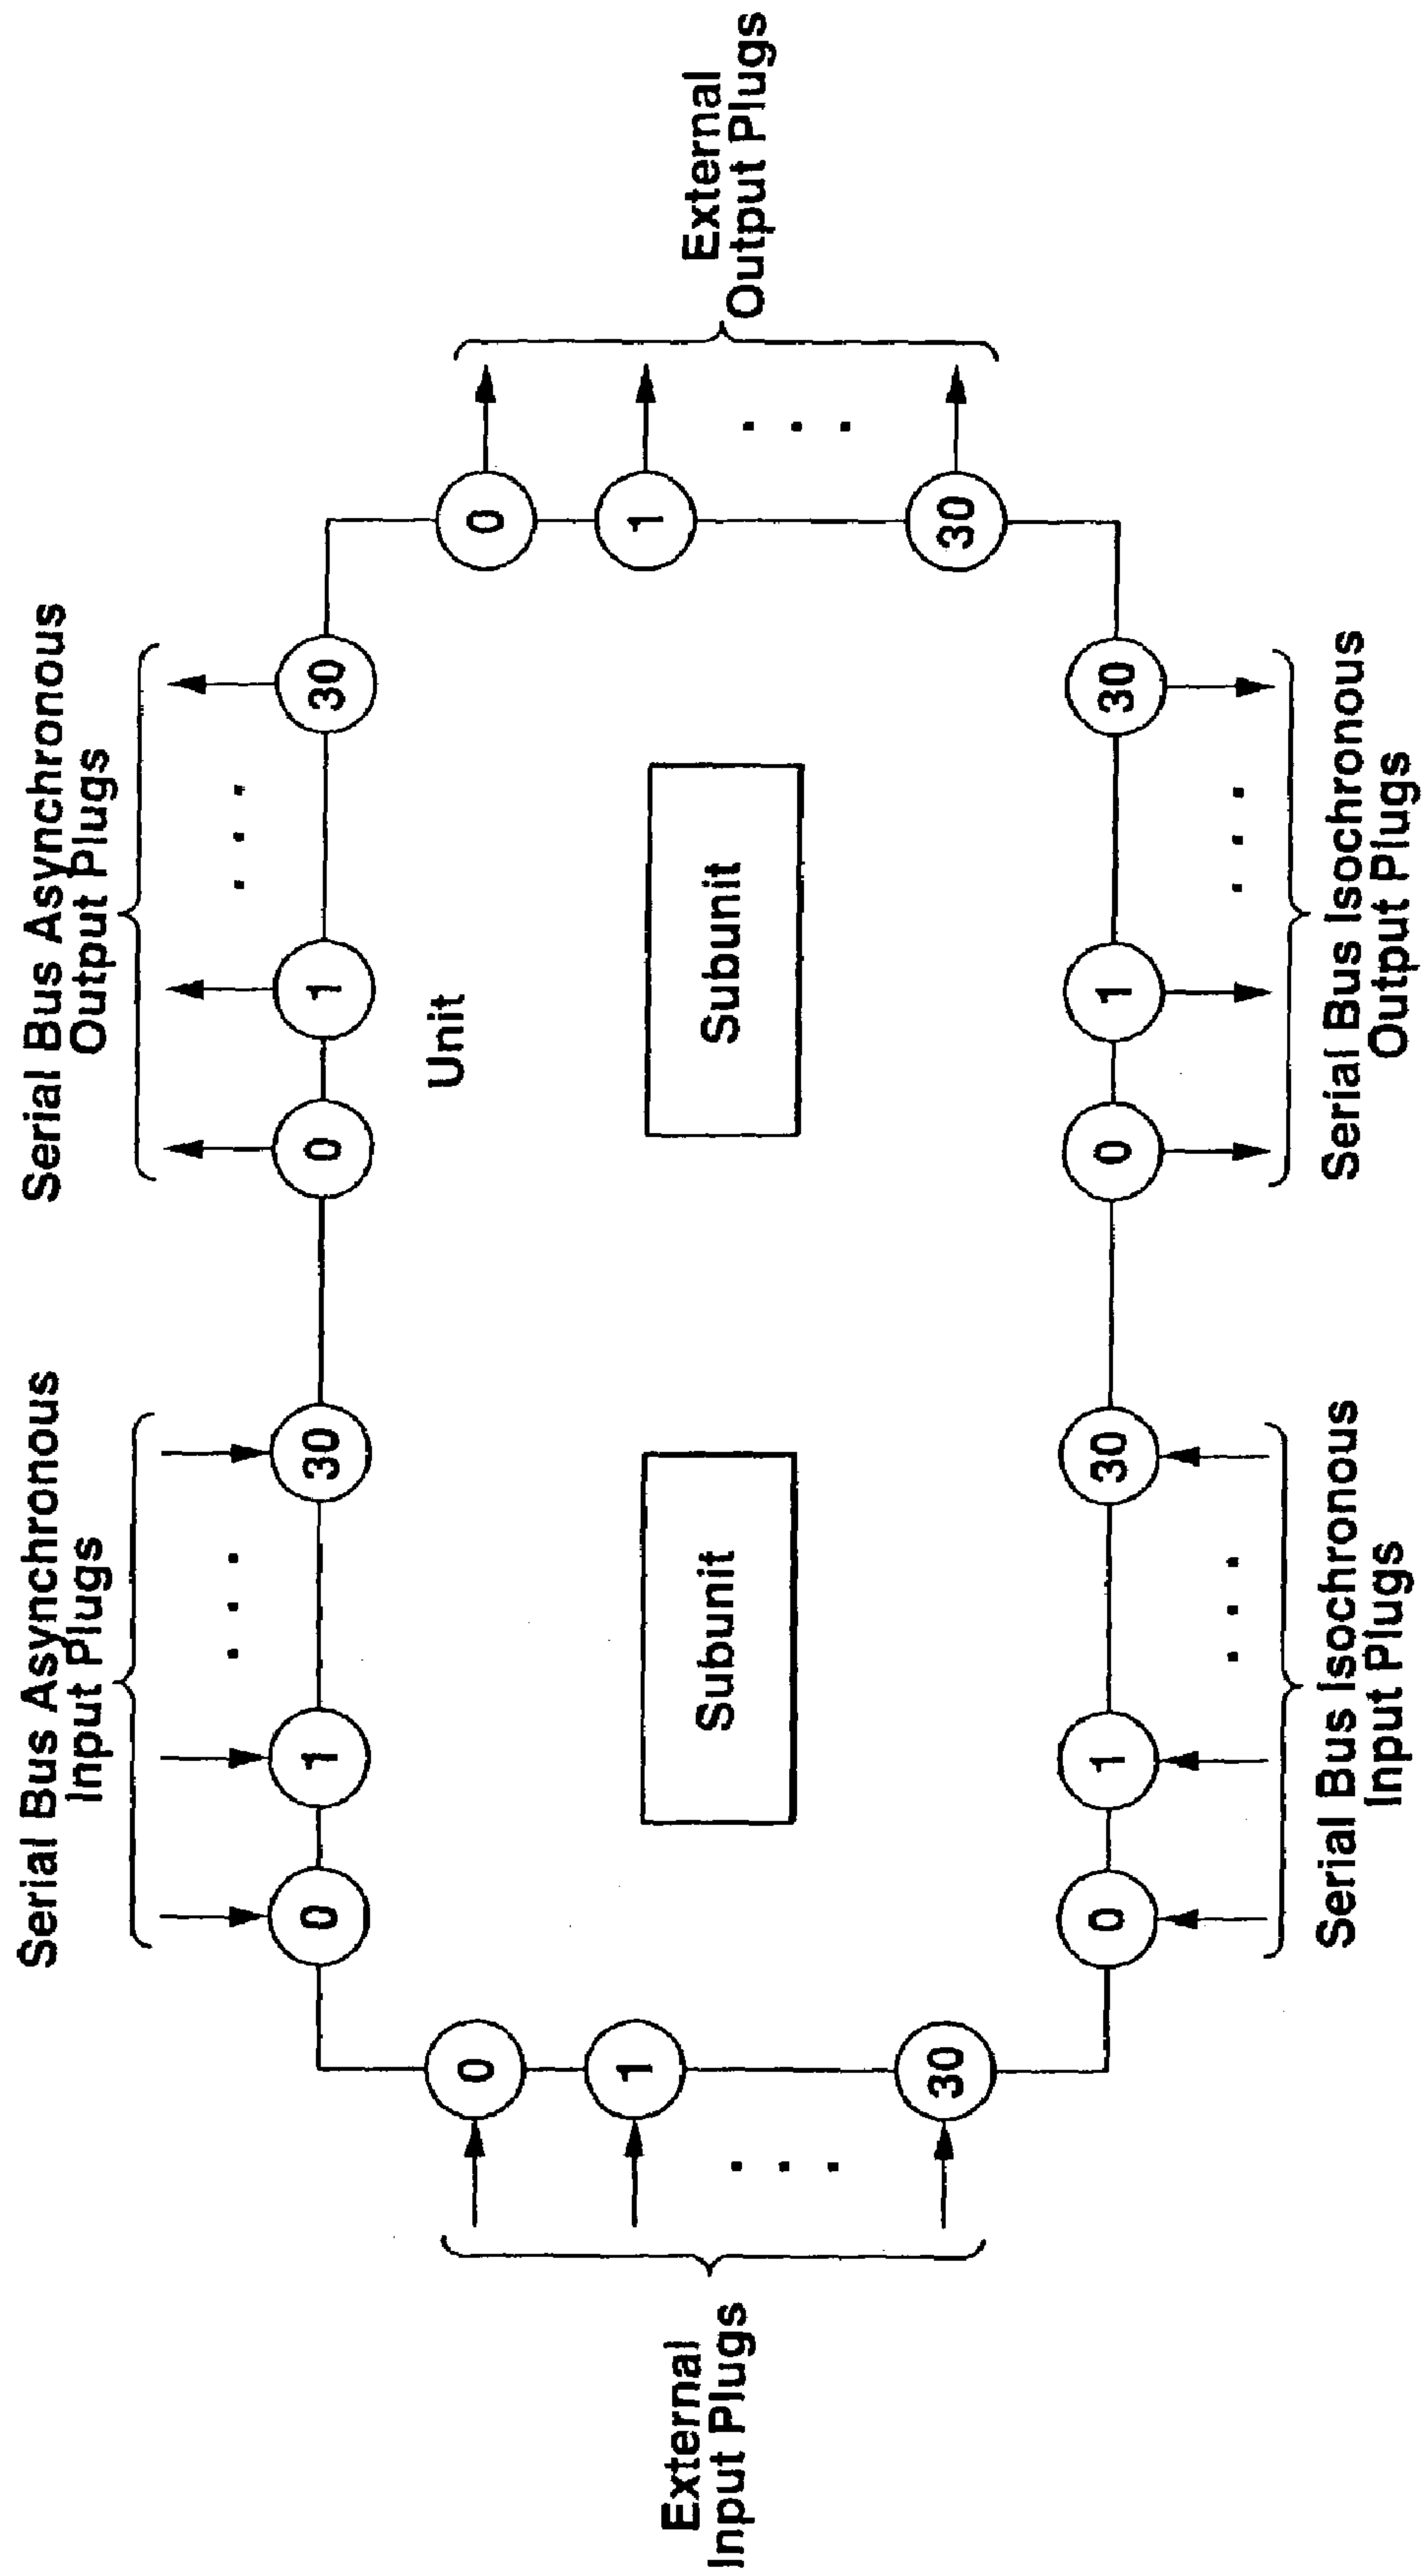 Serial Bus Asynchronous
Input Plugs
Serial Bus Asynchronous
Output Plugs
0
1
30
0
1
30
Unit
External
Input Plugs
0
1
30
Subunit
Subunit
0
1
30
External
Output Plugs
0
1
30
0
1
30
Serial Bus Isochronous
Input Plugs
Serial Bus Isochronous
Output Plugs